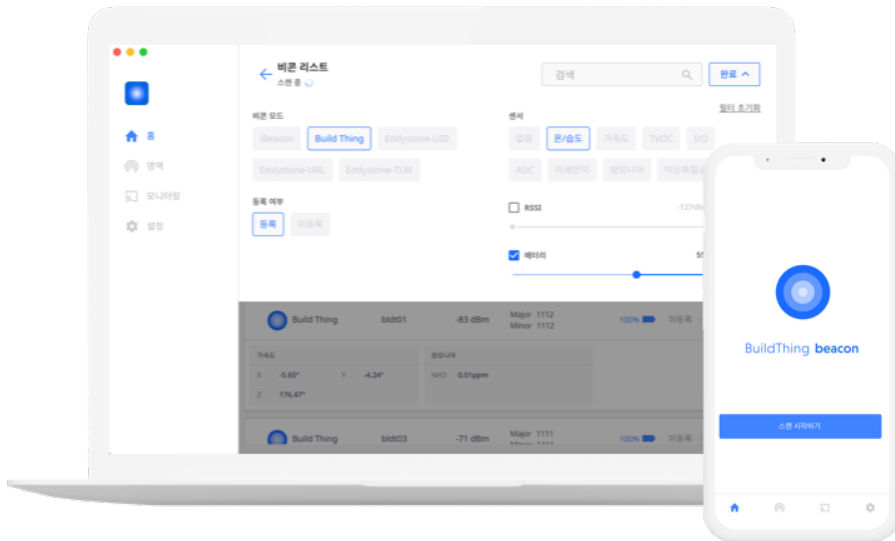 비콘 리스트
스캔 중
검색
완료
필터 초기화
홈
영역
모니터링
설정
비콘 모드
iBeacon Build Thing Eddystone-UID
Eddystone-URL Eddystone-TLM
등록 여부
등록 미등록
센서
없음 온/습도 가속도 TVOC I/O
ADC 미세먼지 암모니아
RSSI
배터리
Build Thing bldt01 -83 dBm Major 1112 100% 미등록
Minor 1112
가속도 암모니아
X -5.65° Y -4.24° NH3 0.01ppm
Z 176.47°
Build Thing bldt03 -71 dBm Major 1111 100% 미등록
BuildThing beacon
스캔 시작하기